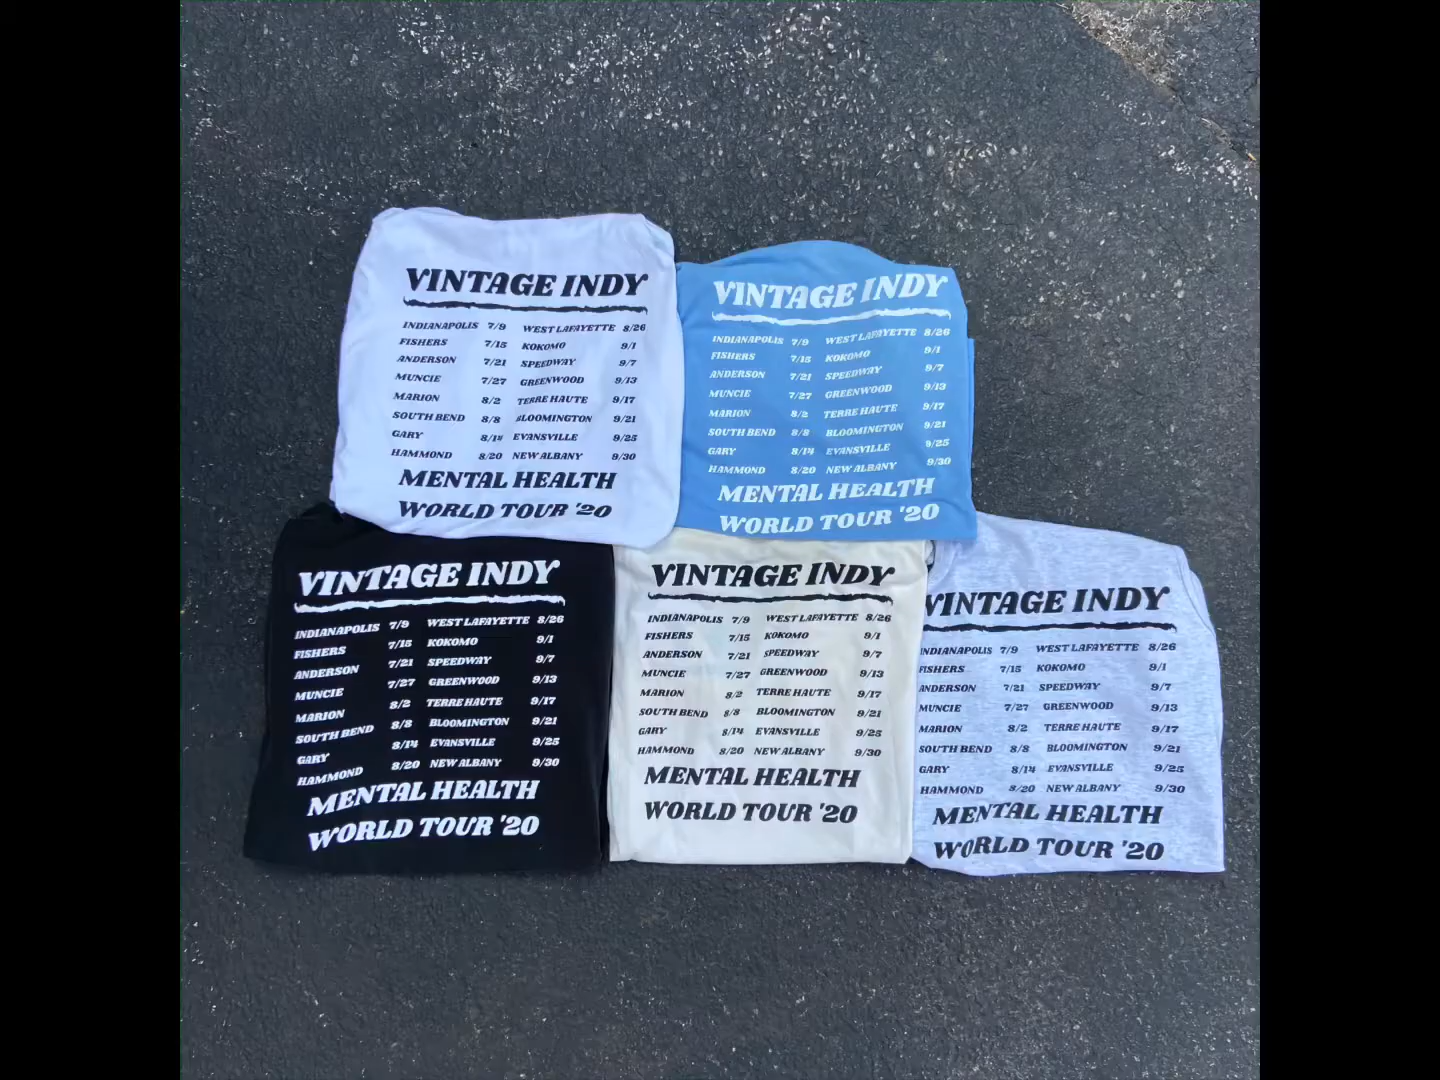 VINTAGE INDY
INDIANAPOLIS 7/9 WEST LAFAYETTE 8/26
FISHERS 7/15 KOKOMO 9/1
ANDERSON 7/21 SPEEDWAY 9/7
MUNCIE 7/27 GREENWOOD 9/13
MARION 8/2 TERRE HAUTE 9/17
SOUTH BEND 8/8 BLOOMINGTON 9/21
GARY 8/14 EVANSVILLE 9/25
HAMMOND 8/20 NEW ALBANY 9/30
MENTAL HEALTH
WORLD TOUR '20
VINTAGE INDY
INDIANAPOLIS 7/9 WEST LAFAYETTE 8/26
FISHERS 7/15 KOKOMO 9/1
ANDERSON 7/21 SPEEDWAY 9/7
MUNCIE 7/27 GREENWOOD 9/13
MARION 8/2 TERRE HAUTE 9/17
SOUTH BEND 8/8 BLOOMINGTON 9/21
GARY 8/14 EVANSVILLE 9/25
HAMMOND 8/20 NEW ALBANY 9/30
MENTAL HEALTH
WORLD TOUR '20
VINTAGE INDY
INDIANAPOLIS 7/9 WEST LAFAYETTE 8/26
FISHERS 7/15 KOKOMO 9/1
ANDERSON 7/21 SPEEDWAY 9/7
MUNCIE 7/27 GREENWOOD 9/13
MARION 8/2 TERRE HAUTE 9/17
SOUTH BEND 8/8 BLOOMINGTON 9/21
GARY 8/14 EVANSVILLE 9/25
HAMMOND 8/20 NEW ALBANY 9/30
MENTAL HEALTH
WORLD TOUR '20
VINTAGE INDY
INDIANAPOLIS 7/9 WEST LAFAYETTE 8/26
FISHERS 7/15 KOKOMO 9/1
ANDERSON 7/21 SPEEDWAY 9/7
MUNCIE 7/27 GREENWOOD 9/13
MARION 8/2 TERRE HAUTE 9/17
SOUTH BEND 8/8 BLOOMINGTON 9/21
GARY 8/14 EVANSVILLE 9/25
HAMMOND 8/20 NEW ALBANY 9/30
MENTAL HEALTH
WORLD TOUR '20
VINTAGE INDY
INDIANAPOLIS 7/9 WEST LAFAYETTE 8/26
FISHERS 7/15 KOKOMO 9/1
ANDERSON 7/21 SPEEDWAY 9/7
MUNCIE 7/27 GREENWOOD 9/13
MARION 8/2 TERRE HAUTE 9/17
SOUTH BEND 8/8 BLOOMINGTON 9/21
GARY 8/14 EVANSVILLE 9/25
HAMMOND 8/20 NEW ALBANY 9/30
MENTAL HEALTH
WORLD TOUR '20